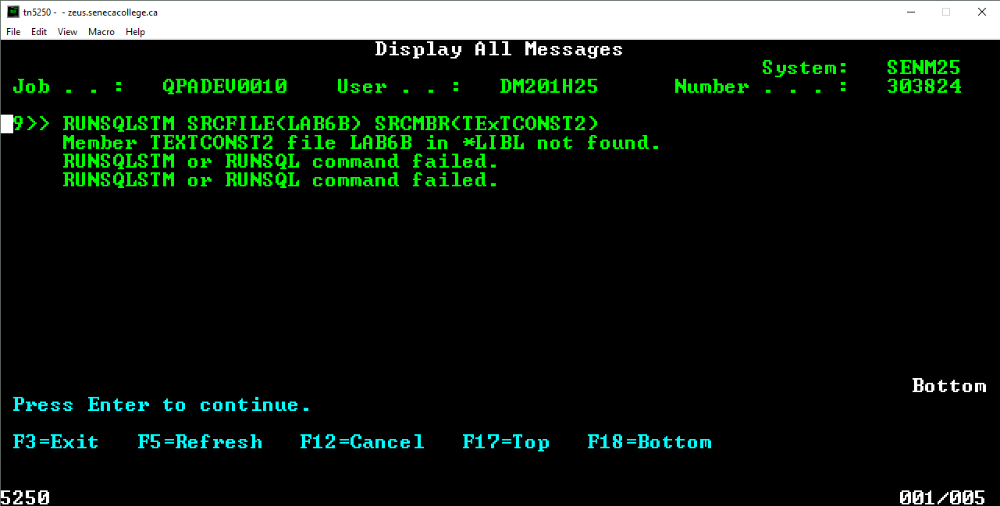 tn5250 - - zeus.senecacollege.ca
File Edit View Macro Help
Display All Messages
System: SENM25
Job . . : QPADEV0010 User . . : DM201H25 Number . . . : 303824
9>> RUNSQLSTM SRCFILE(LAB6B) SRCMBR(TExTCONST2)
Member TEXTCONST2 file LAB6B in *LIBL not found.
RUNSQLSTM or RUNSQL command failed.
RUNSQLSTM or RUNSQL command failed.
Bottom
Press Enter to continue.
F3=Exit F5=Refresh F12=Cancel F17=Top F18=Bottom
5250 001/005